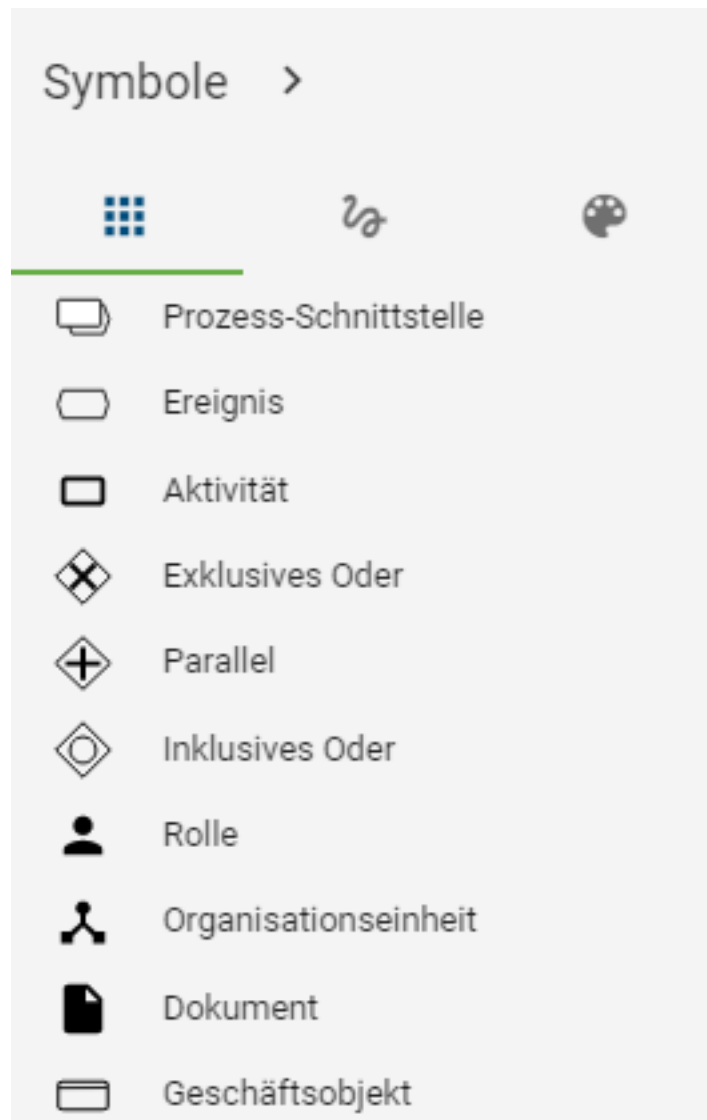 Symbole
Prozess-Schnittstelle
Ereignis
Aktivität
Exklusives Oder
Parallel
Inklusives Oder
Rolle
Organisationseinheit
Dokument
Geschäftsobjekt